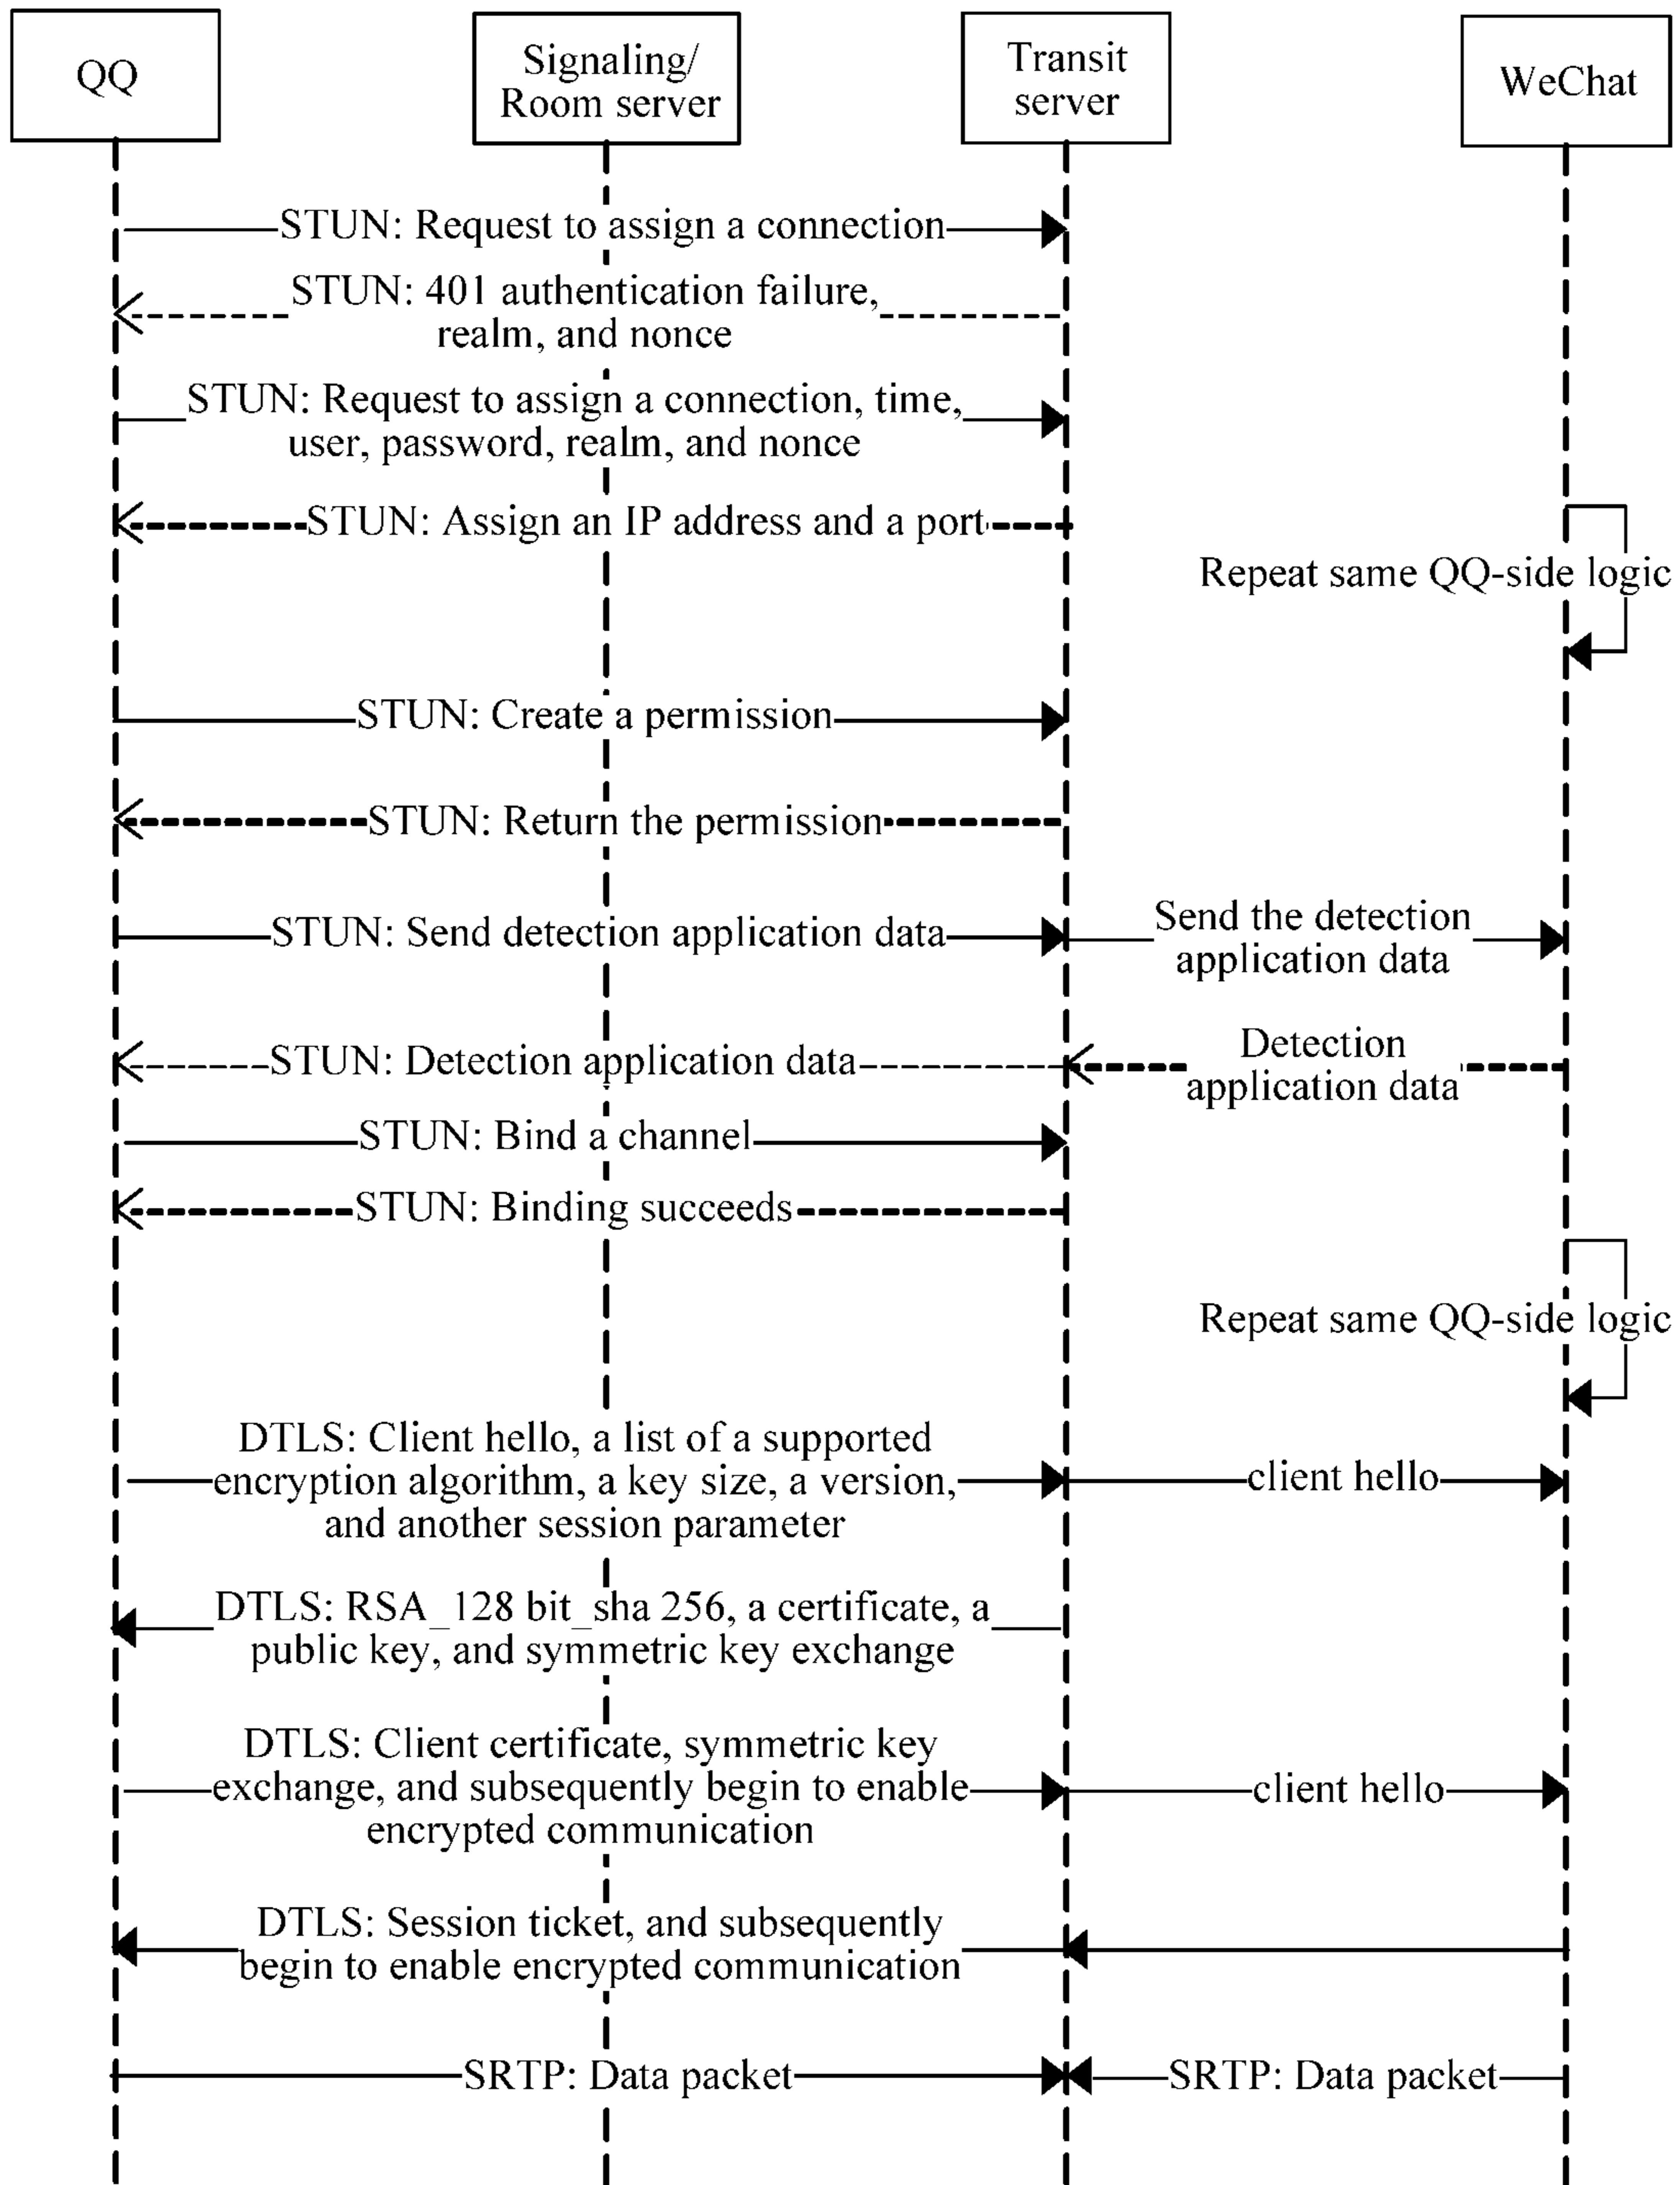 QQ
Signaling/
Room server
Transit
server
WeChat
STUN: Request to assign a connection
STUN: 401 authentication failure,
realm, and nonce
STUN: Request to assign a connection, time,
user, password, realm, and nonce
STUN: Assign an IP address and a port
Repeat same QQ-side logic
STUN: Create a permission
STUN: Return the permission
STUN: Send detection application data
Send the detection
application data
STUN: Detection application data
Detection
application data
STUN: Bind a channel
STUN: Binding succeeds
Repeat same QQ-side logic
DTLS: Client hello, a list of a supported
encryption algorithm, a key size, a version,
and another session parameter
client hello
DTLS: RSA_128 bit_sha 256, a certificate, a
public key, and symmetric key exchange
DTLS: Client certificate, symmetric key
exchange, and subsequently begin to enable
encrypted communication
client hello
DTLS: Session ticket, and subsequently
begin to enable encrypted communication
SRTP: Data packet
SRTP: Data packet